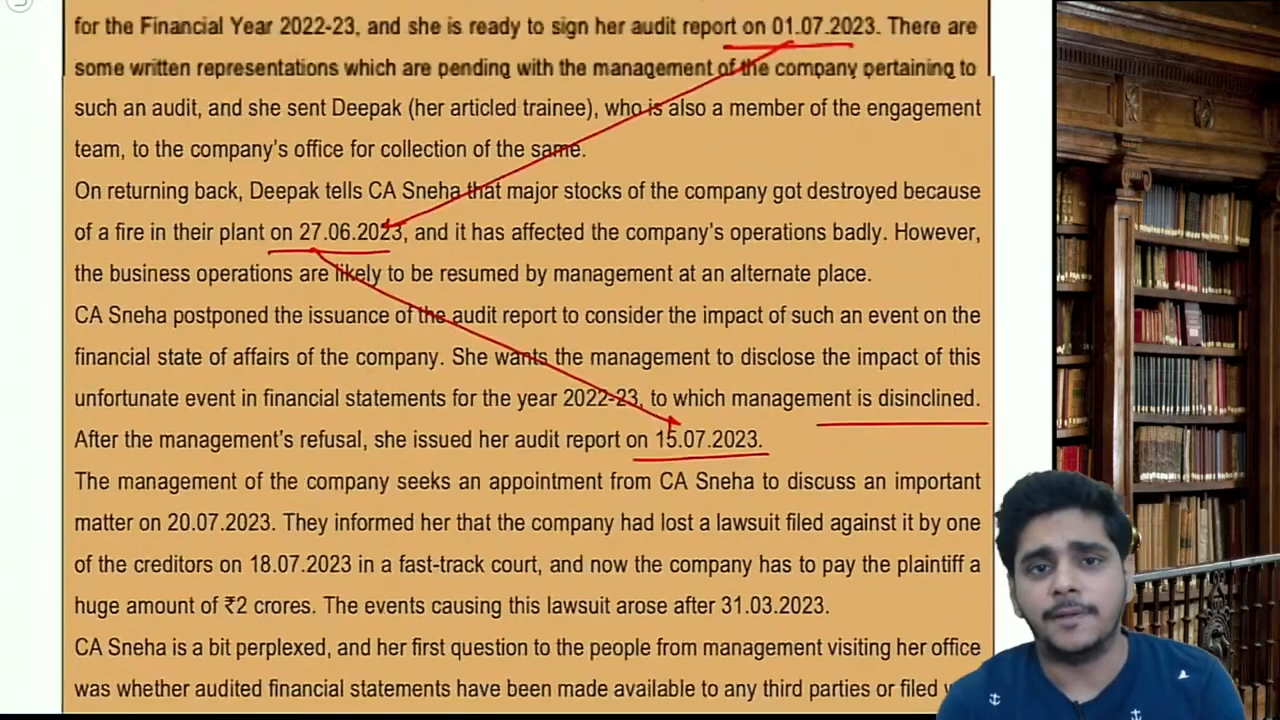 for the Financial Year 2022-23, and she is ready to sign her audit report on 01.07.2023. There are
some written representations which are pending with the management of the company pertaining to
such an audit, and she sent Deepak (her articled trainee), who is also a member of the engagement
team, to the company's office for collection of the same.
On returning back, Deepak tells CA Sneha that major stocks of the company got destroyed because
of a fire in their plant on 27.06.2023, and it has affected the company's operations badly. However,
the business operations are likely to be resumed by management at an alternate place.
CA Sneha postponed the issuance of the audit report to consider the impact of such an event on the
financial state of affairs of the company. She wants the management to disclose the impact of this
unfortunate event in financial statements for the year 2022-23, to which management is disinclined.
After the management's refusal, she issued her audit report on 15.07.2023.
The management of the company seeks an appointment from CA Sneha to discuss an important
matter on 20.07.2023. They informed her that the company had lost a lawsuit filed against it by one
of the creditors on 18.07.2023 in a fast-track court, and now the company has to pay the plaintiff a
huge amount of ₹2 crores. The events causing this lawsuit arose after 31.03.2023.
CA Sneha is a bit perplexed, and her first question to the people from management visiting her office
was whether audited financial statements have been made available to any third parties or filed